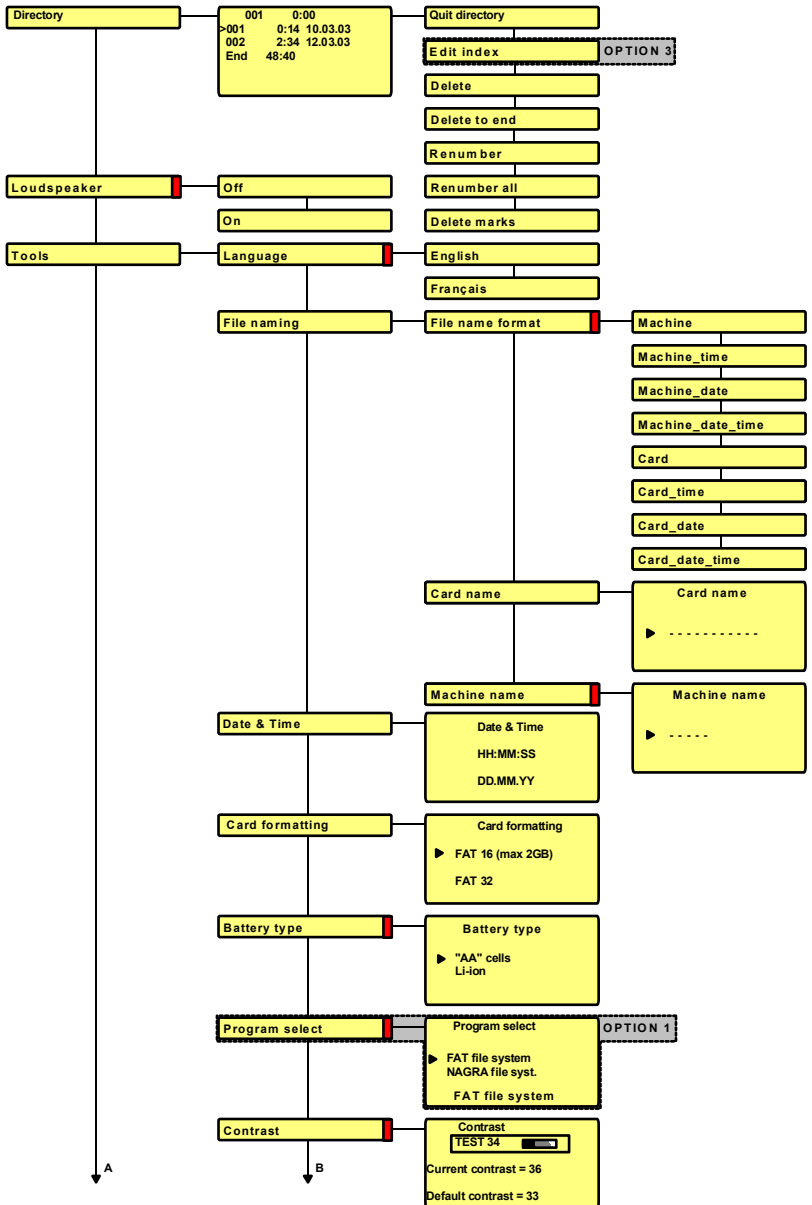 Directory
001 0:00
>001 0:14 10.03.03
002 2:34 12.03.03
End 48:40
Quit directory
Edit index
OPTION 3
Delete
Delete to end
Renumber
Renumber all
Delete marks
Loudspeaker
Off
On
Tools
Language
English
Français
File naming
File name format
Machine
Machine_time
Machine_date
Machine_date_time
Card
Card_time
Card_date
Card_date_time
Card name
Card name
- - - - - - - - - - -
Machine name
Machine name
- - - - -
Date & Time
Date & Time
HH:MM:SS
DD.MM.YY
Card formatting
Card formatting
FAT 16 (max 2GB)
FAT 32
Battery type
Battery type
"AA" cells
Li-ion
Program select
Program select
OPTION 1
FAT file system
NAGRA file syst.
FAT file system
Contrast
Contrast
TEST 34
Current contrast = 36
Default contrast = 33
A
B